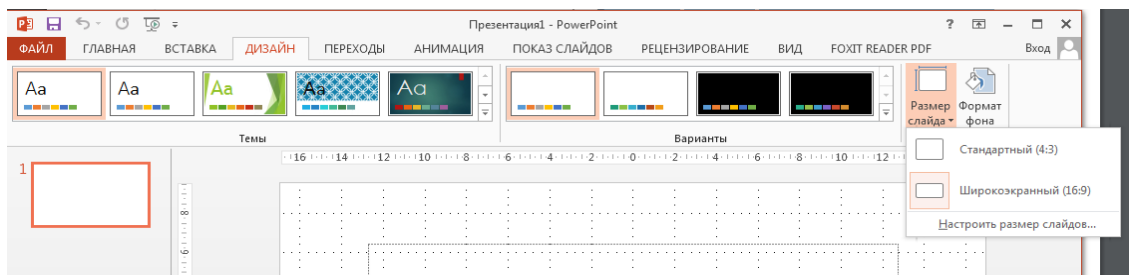 Презентация1 - PowerPoint
?
ФАЙЛ ГЛАВНАЯ ВСТАВКА ДИЗАЙН ПЕРЕХОДЫ АНИМАЦИЯ ПОКАЗ СЛАЙДОВ РЕЦЕНЗИРОВАНИЕ ВИД FOXIT READER PDF Вход
Aa Aa Aa Aa Aa
Размер слайда
Формат фона
Темы Варианты
Стандартный (4:3)
Широкоэкранный (16:9)
Настроить размер слайдов...
1
16 14 12 10 8 6 4 2 0 2 4 6 8 10 12
8
6